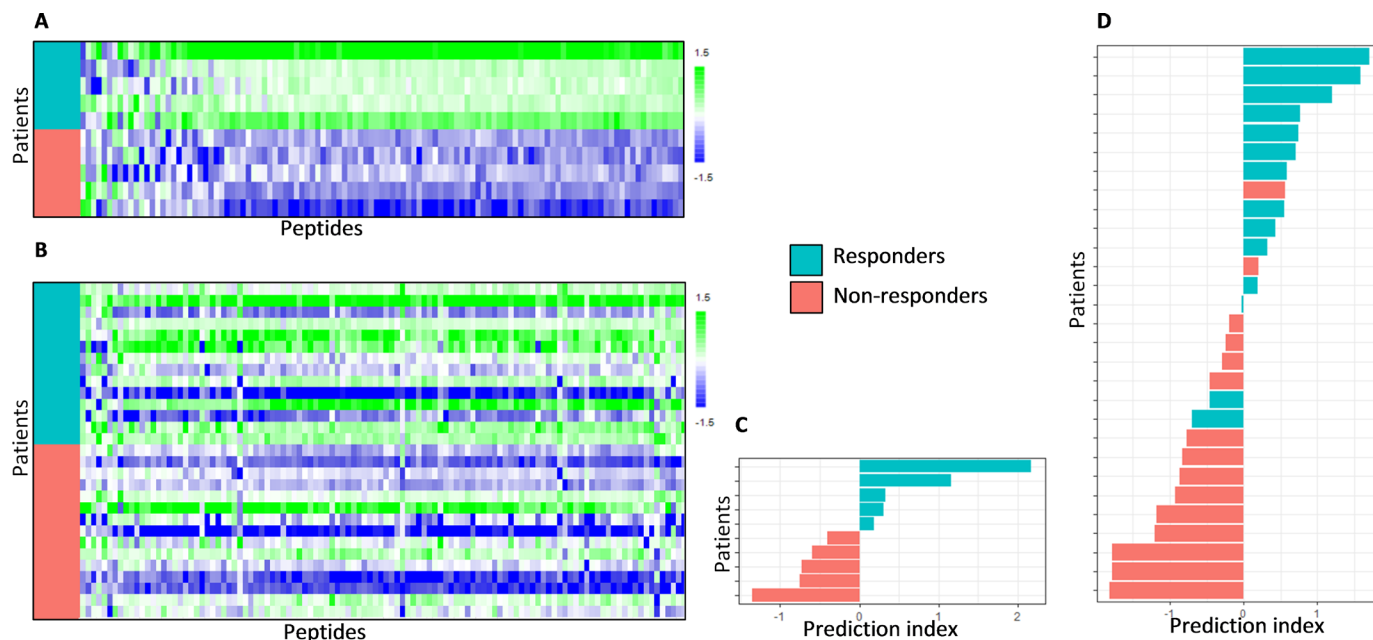 A
Patients
1.5
-1.5
Peptides
B
Patients
1.5
-1.5
Peptides
Responders
Non-responders
C
Patients
-1 0 1 2
Prediction index
D
Patients
-1 0 1
Prediction index